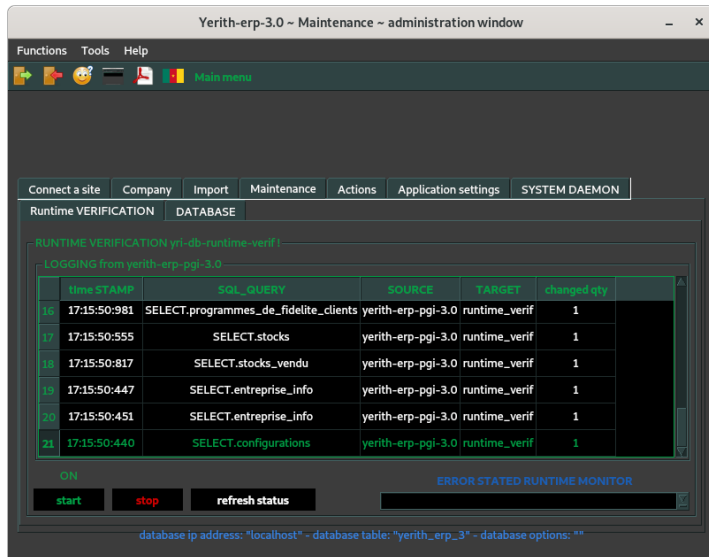 Yerith-erp-3.0 ~ Maintenance ~ administration window
Functions Tools Help
Main menu
Connect a site Company Import Maintenance Actions Application settings SYSTEM DAEMON
Runtime VERIFICATION DATABASE
RUNTIME VERIFICATION yri-db-runtime-verif !
LOGGING from yerith-erp-pgi-3.0
time STAMP SQL_QUERY SOURCE TARGET changed qty
16 17:15:50:981 SELECT.programmes_de_fidelite_clients yerith-erp-pgi-3.0 runtime_verif 1
17 17:15:50:555 SELECT.stocks yerith-erp-pgi-3.0 runtime_verif 1
18 17:15:50:817 SELECT.stocks_vendu yerith-erp-pgi-3.0 runtime_verif 1
19 17:15:50:447 SELECT.entreprise_info yerith-erp-pgi-3.0 runtime_verif 1
20 17:15:50:451 SELECT.entreprise_info yerith-erp-pgi-3.0 runtime_verif 1
21 17:15:50:440 SELECT.configurations yerith-erp-pgi-3.0 runtime_verif 1
ON
ERROR STATED RUNTIME MONITOR
start stop refresh status
database ip address: "localhost" - database table: "yerith_erp_3" - database options: ""